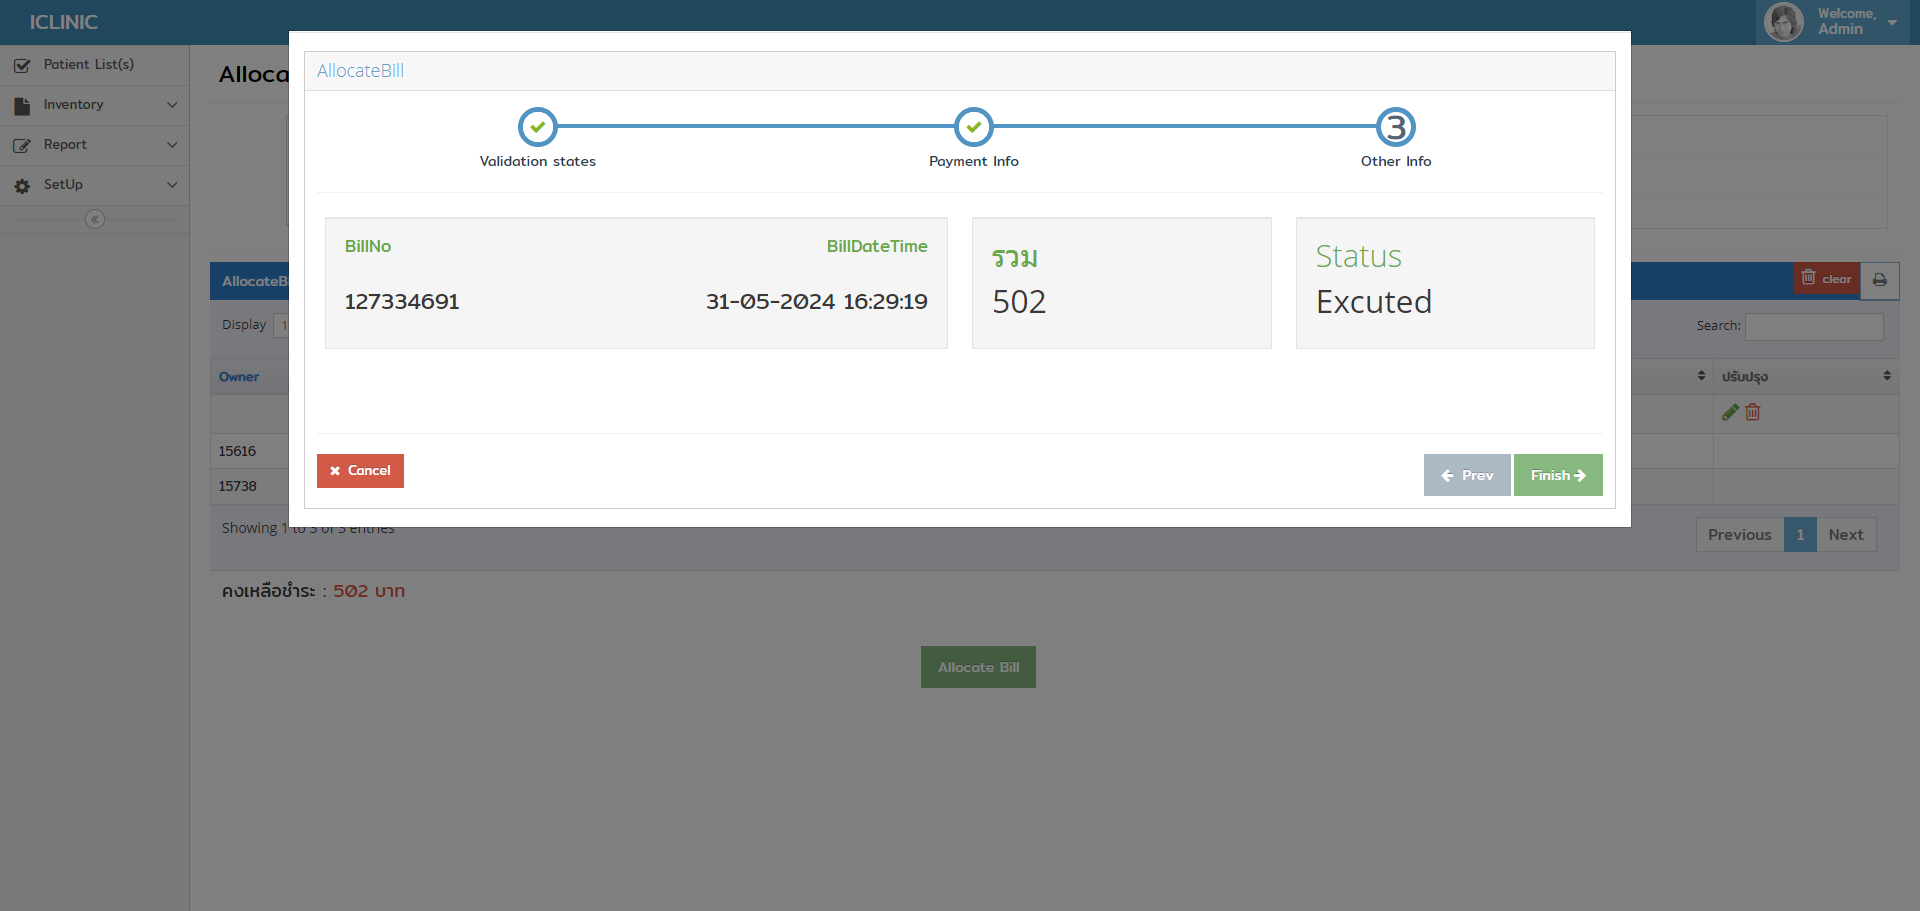 ICLINIC
Welcome,
Admin
Patient List(s)
Inventory
Report
SetUp
Alloca
AllocateBill
3
Validation states
Payment Info
Other Info
BillNo
BillDateTime
127334691
31-05-2024 16:29:19
รวม
502
Status
Excuted
Cancel
Prev
Finish
AllocateB
clear
Display
1
Search:
Owner
ปรับปรุง
15616
15738
Showing 1 to 3 of 3 entries
Previous
1
Next
คงเหลือชำระ : 502 บาท
Allocate Bill